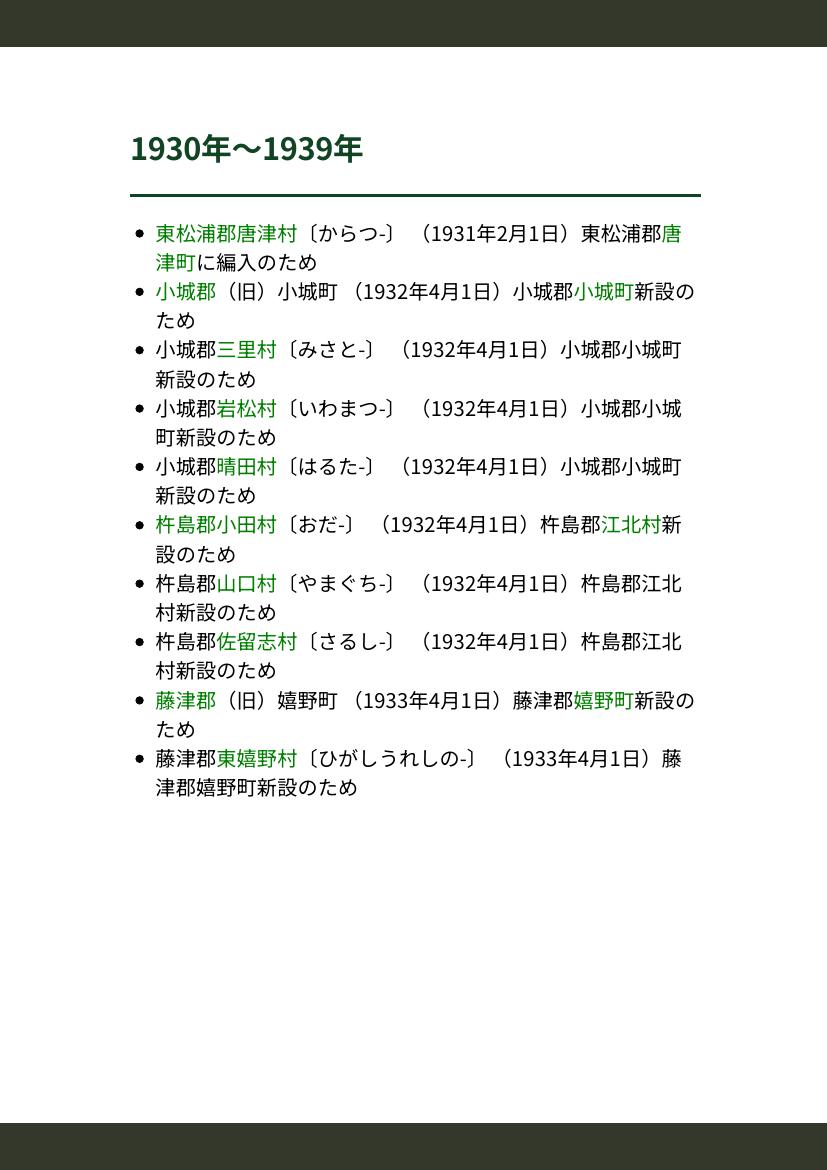 1930年～1939年
東松浦郡唐津村〔からつ-〕 （1931年2月1日）東松浦郡唐
津町に編入のため
小城郡（旧）小城町 （1932年4月1日）小城郡小城町新設の
ため
小城郡三里村〔みさと-〕 （1932年4月1日）小城郡小城町
新設のため
小城郡岩松村〔いわまつ-〕 （1932年4月1日）小城郡小城
町新設のため
小城郡晴田村〔はるた-〕 （1932年4月1日）小城郡小城町
新設のため
杵島郡小田村〔おだ-〕 （1932年4月1日）杵島郡江北村新
設のため
杵島郡山口村〔やまぐち-〕 （1932年4月1日）杵島郡江北
村新設のため
杵島郡佐留志村〔さるし-〕 （1932年4月1日）杵島郡江北
村新設のため
藤津郡（旧）嬉野町 （1933年4月1日）藤津郡嬉野町新設の
ため
藤津郡東嬉野村〔ひがしうれしの-〕 （1933年4月1日）藤
津郡嬉野町新設のため